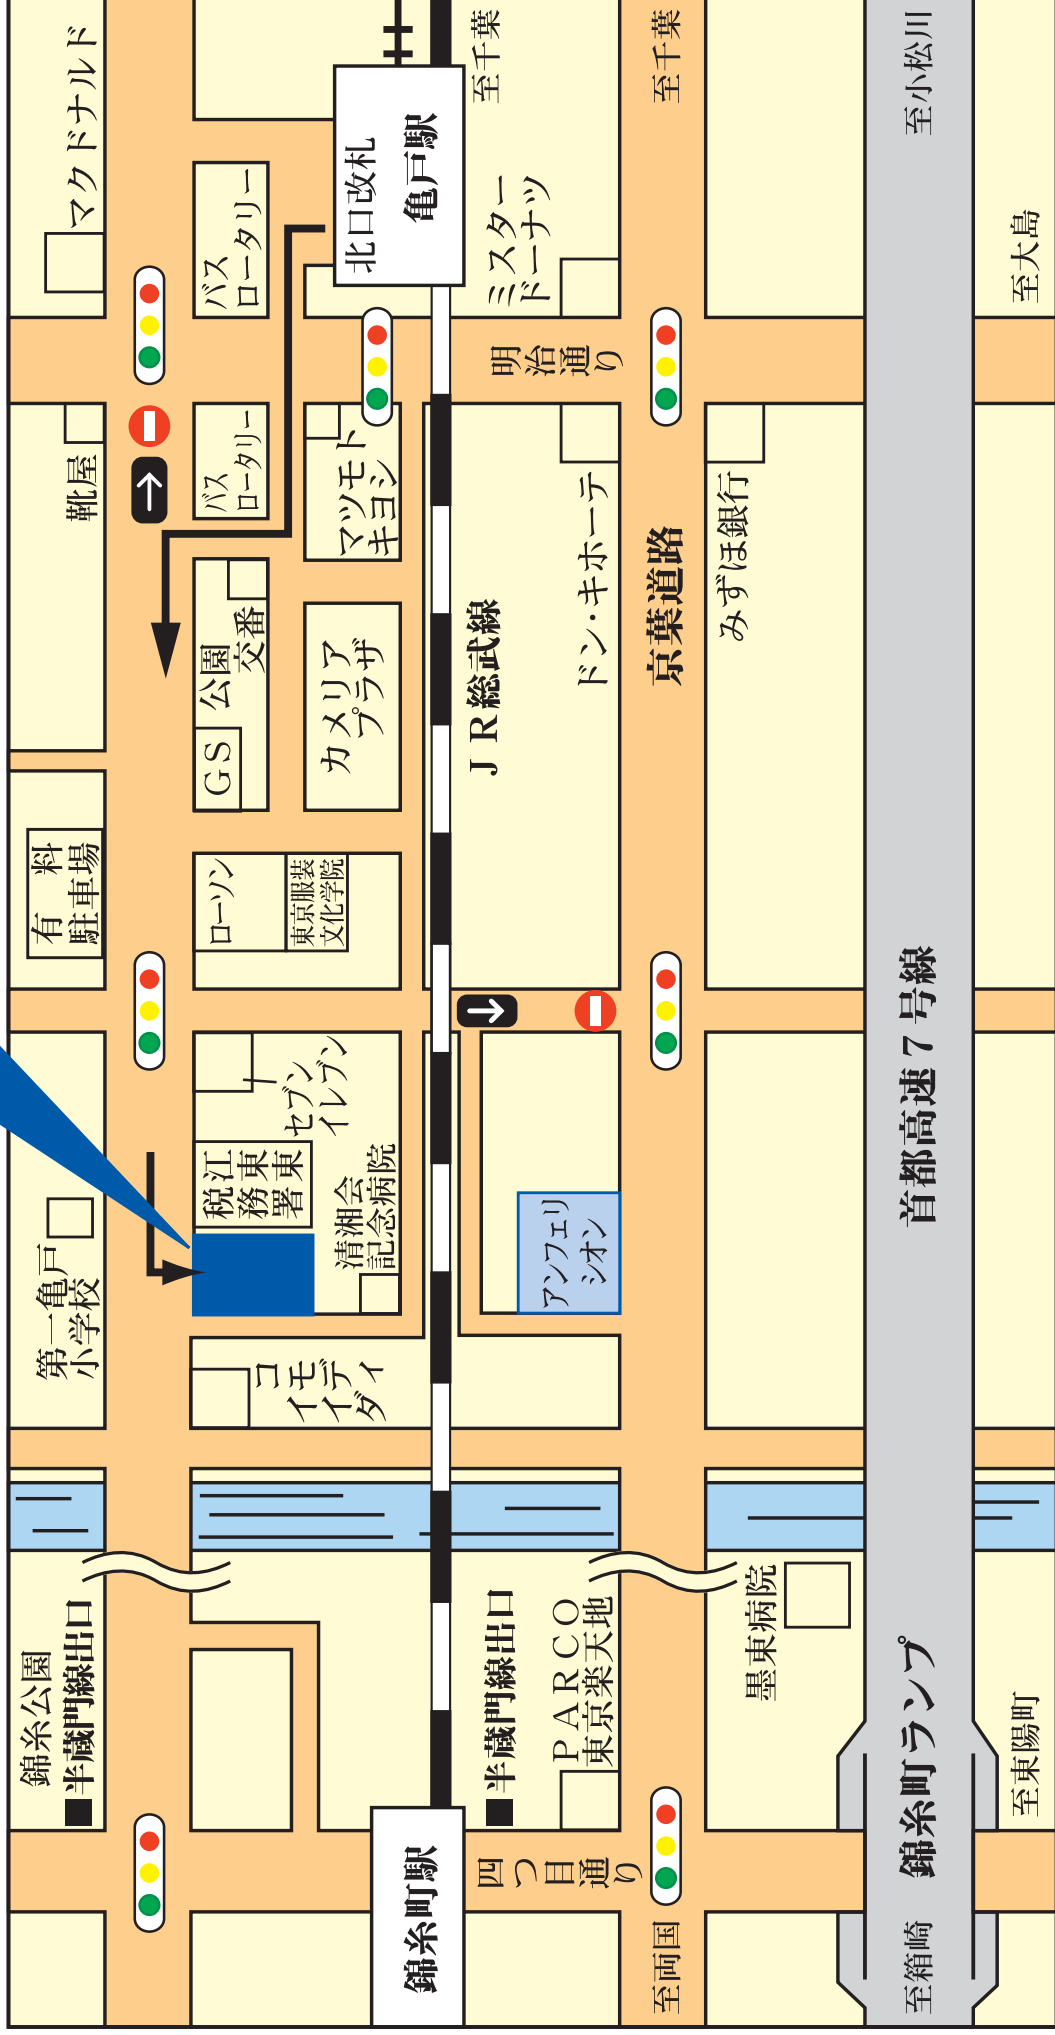 錦糸公園
半蔵門線出口
第一亀戸
小学校
有料
駐車場
靴屋
マクドナルド
コ
モ
デ
ィ
イイダ
税務署
江東東
清湘会
記念病院
セブン
イレブン
ローソン
東京服装
文化学院
GS
公園
交番
カメリア
プラザ
バス
ロータリー
マツモト
キヨシ
バス
ロータリー
北口改札
亀戸駅
錦糸町駅
JR総武線
至千葉
四つ目通り
半蔵門線出口
PARCO
東京楽天地
アンフェリ
シオン
ドン・キホーテ
明治通り
ミスター
ドーナツ
至両国
京葉道路
至千葉
墨東病院
みずほ銀行
至箱崎
錦糸町ランプ
首都高速7号線
至小松川
至東陽町
至大島